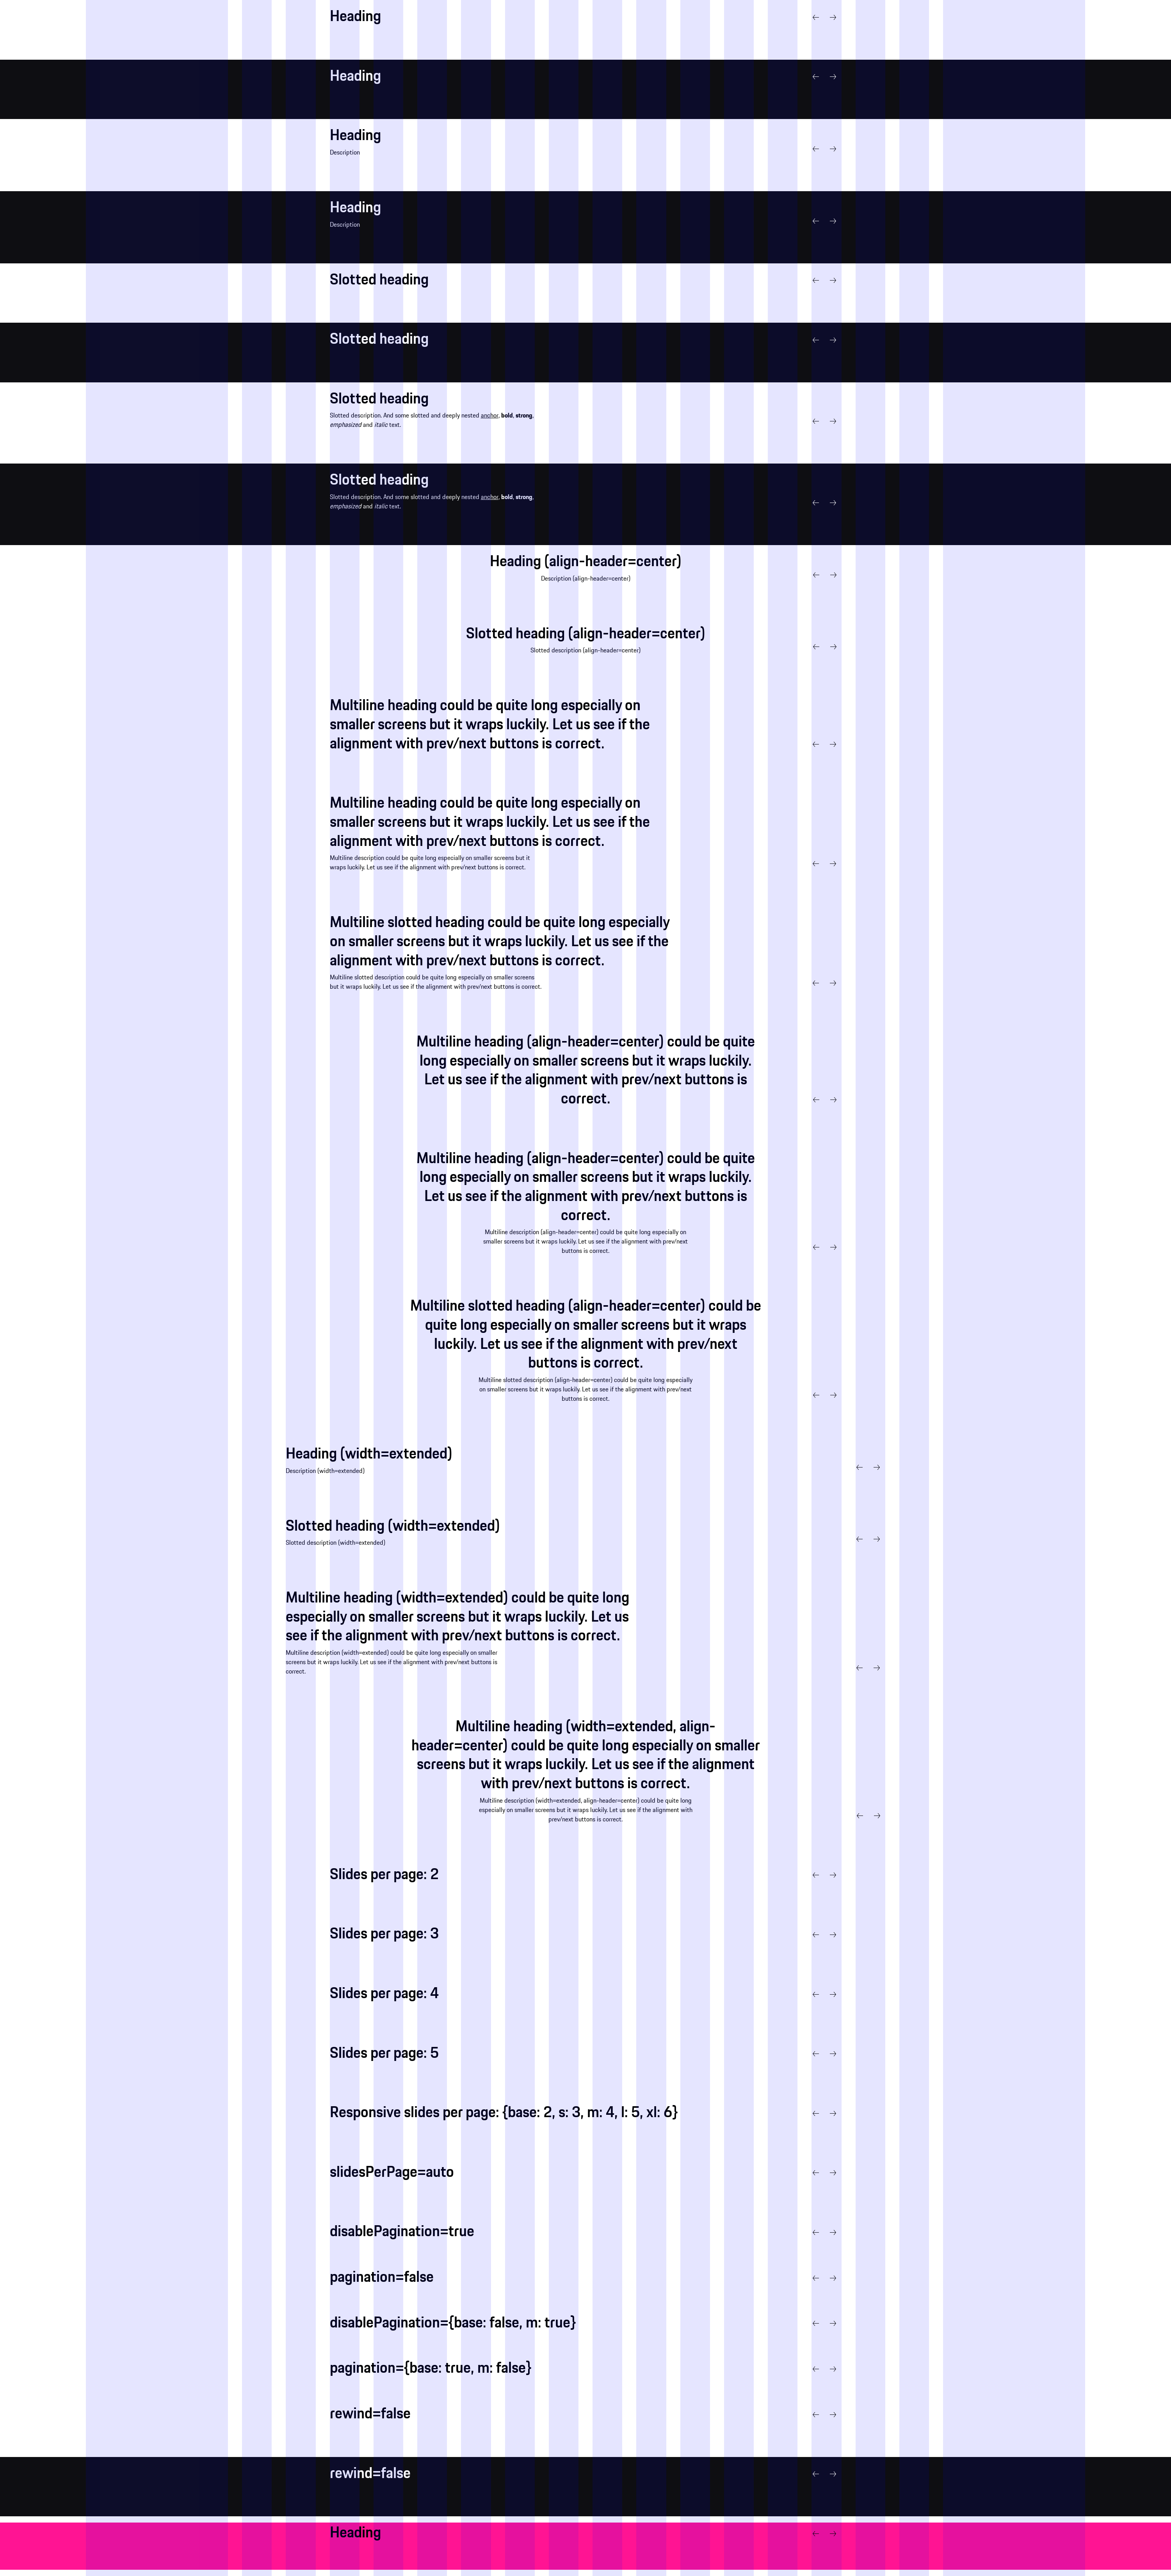 Heading
Heading
Heading
Description
Heading
Description
Slotted heading
Slotted heading
Slotted heading
Slotted description. And some slotted and deeply nested anchor, bold, strong,
emphasized and italic text.
Slotted heading
Slotted description. And some slotted and deeply nested anchor, bold, strong,
emphasized and italic text.
Heading (align-header=center)
Description (align-header=center)
Slotted heading (align-header=center)
Slotted description (align-header=center)
Multiline heading could be quite long especially on
smaller screens but it wraps luckily. Let us see if the
alignment with prev/next buttons is correct.
Multiline heading could be quite long especially on
smaller screens but it wraps luckily. Let us see if the
alignment with prev/next buttons is correct.
Multiline description could be quite long especially on smaller screens but it
wraps luckily. Let us see if the alignment with prev/next buttons is correct.
Multiline slotted heading could be quite long especially
on smaller screens but it wraps luckily. Let us see if the
alignment with prev/next buttons is correct.
Multiline slotted description could be quite long especially on smaller screens
but it wraps luckily. Let us see if the alignment with prev/next buttons is correct.
Multiline heading (align-header=center) could be quite
long especially on smaller screens but it wraps luckily.
Let us see if the alignment with prev/next buttons is
correct.
Multiline heading (align-header=center) could be quite
long especially on smaller screens but it wraps luckily.
Let us see if the alignment with prev/next buttons is
correct.
Multiline description (align-header=center) could be quite long especially on
smaller screens but it wraps luckily. Let us see if the alignment with prev/next
buttons is correct.
Multiline slotted heading (align-header=center) could be
quite long especially on smaller screens but it wraps
luckily. Let us see if the alignment with prev/next
buttons is correct.
Multiline slotted description (align-header=center) could be quite long especially
on smaller screens but it wraps luckily. Let us see if the alignment with prev/next
buttons is correct.
Heading (width=extended)
Description (width=extended)
Slotted heading (width=extended)
Slotted description (width=extended)
Multiline heading (width=extended) could be quite long
especially on smaller screens but it wraps luckily. Let us
see if the alignment with prev/next buttons is correct.
Multiline description (width=extended) could be quite long especially on smaller
screens but it wraps luckily. Let us see if the alignment with prev/next buttons is
correct.
Multiline heading (width=extended, align-
header=center) could be quite long especially on smaller
screens but it wraps luckily. Let us see if the alignment
with prev/next buttons is correct.
Multiline description (width=extended, align-header=center) could be quite long
especially on smaller screens but it wraps luckily. Let us see if the alignment with
prev/next buttons is correct.
Slides per page: 2
Slides per page: 3
Slides per page: 4
Slides per page: 5
Responsive slides per page: {base: 2, s: 3, m: 4, l: 5, xl: 6}
slidesPerPage=auto
disablePagination=true
pagination=false
disablePagination={base: false, m: true}
pagination={base: true, m: false}
rewind=false
rewind=false
Heading